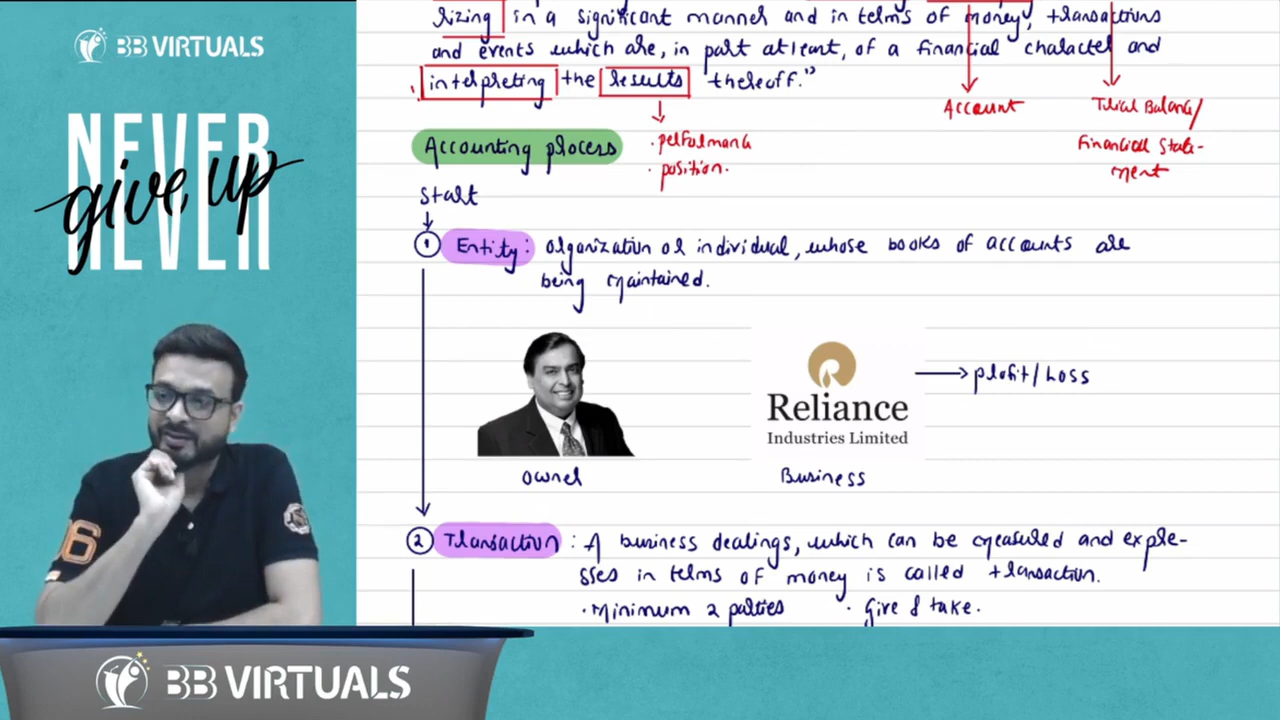 BB VIRTUALS
NEVER
give up
NEVER
rizing in a significant manner and in terms of money, transactions
and events which are, in part atleast, of a financial character and
interpreting the results thereoff."
Account
Trial Balance/
Financial State-
ment
Accounting process
· performance
· position.
Start
1 Entity: organization or individual, whose books of accounts are
being maintained.
Reliance
Industries Limited
profit/Loss
owner
Business
2 Transaction: A business dealings, which can be measured and expre-
sses in terms of money is called transaction.
· Minimum 2 parties · Give & take.
06
BB VIRTUALS